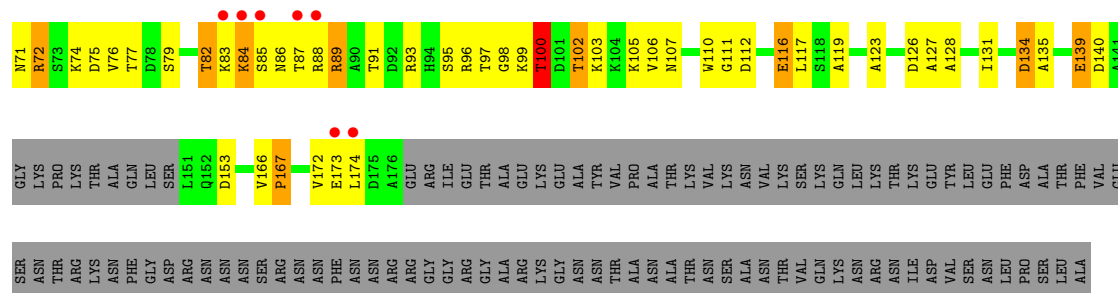 N71 R72 S73 K74 D75 V76 T77 D78 S79 T82 K83 K84 S85 N86 T87 R88 R89 A90 T91 D92 R93 H94 S95 R96 T97 G98 K99 T100 D101 T102 K103 K104 K105 V106 N107 W110 G111 D112 E116 L117 S118 A119 A123 D126 A127 A128 I131 D134 A135 E139 D140 A141
GLY LYS PRO LYS THR ALA GLN LEU SER L151 Q152 D153 V166 P167 V172 E173 L174 D175 A176 GLU ARG ILE GLU THR ALA GLU LYS GLU ALA TYR VAL PRO ALA THR LYS VAL LYS ASN VAL LYS SER LYS GLN LEU LYS THR ASN LYS GLU TYR LEU GLU PHE ASP ALA THR PHE VAL GLU
SER ASN THR ARG LYS ASN PHE GLY ASP ARG ASN ASN ASN SER ARG ASN ASN PHE ASN ARG ARG GLY GLY ARG GLY ALA ARG LYS GLY ASN ASN THR ALA ASN ALA THR ASN SER ALA ASN THR VAL GLN LYS ASN ARG ASN ILE ASP VAL SER ASN LEU PRO SER LEU ALA